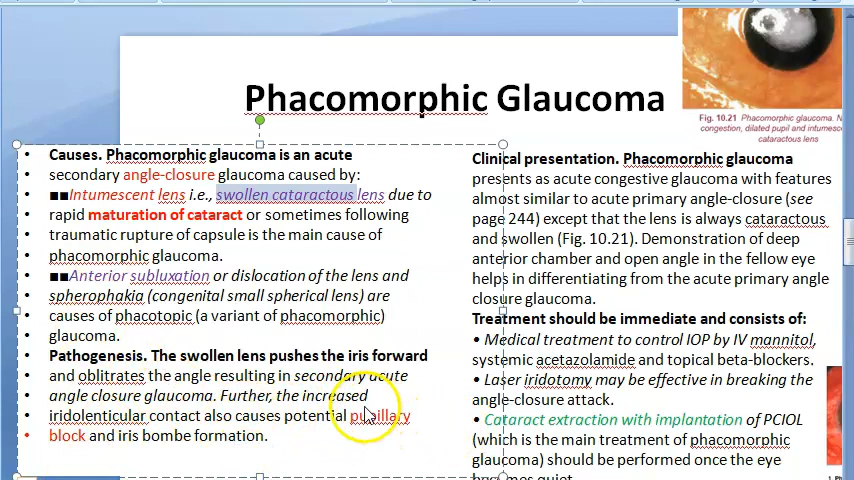 Phacomorphic Glaucoma
Fig. 10.21 Phacomorphic glaucoma. N
congestion, dilated pupil and intumesce
cataractous lens
• Causes. Phacomorphic glaucoma is an acute
• secondary angle-closure glaucoma caused by:
• ■■Intumescent lens i.e., swollen cataractous lens due to
• rapid maturation of cataract or sometimes following
• traumatic rupture of capsule is the main cause of
• phacomorphic glaucoma.
• ■■Anterior subluxation or dislocation of the lens and
• spherophakia (congenital small spherical lens) are
• causes of phacotopic (a variant of phacomorphic)
• glaucoma.
• Pathogenesis. The swollen lens pushes the iris forward
• and oblitrates the angle resulting in secondary acute
• angle closure glaucoma. Further, the increased
• iridolenticular contact also causes potential pupillary
• block and iris bombe formation.
Clinical presentation. Phacomorphic glaucoma
presents as acute congestive glaucoma with features
almost similar to acute primary angle-closure (see
page 244) except that the lens is always cataractous
and swollen (Fig. 10.21). Demonstration of deep
anterior chamber and open angle in the fellow eye
helps in differentiating from the acute primary angle
closure glaucoma.
Treatment should be immediate and consists of:
• Medical treatment to control IOP by IV mannitol,
systemic acetazolamide and topical beta-blockers.
• Laser iridotomy may be effective in breaking the
angle-closure attack.
• Cataract extraction with implantation of PCIOL
(which is the main treatment of phacomorphic
glaucoma) should be performed once the eye
becomes quiet